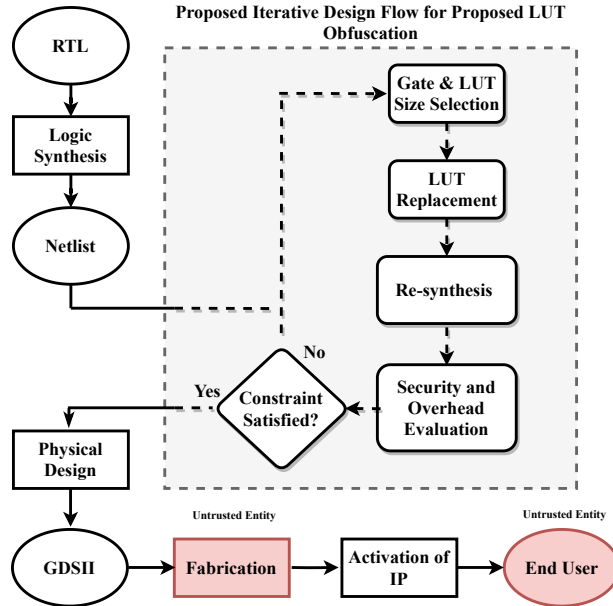 Proposed Iterative Design Flow for Proposed LUT
Obfuscation
RTL
Logic
Synthesis
Netlist
Gate & LUT
Size Selection
LUT
Replacement
Re-synthesis
Security and
Overhead
Evaluation
No
Yes
Constraint
Satisfied?
Physical
Design
GDSII
Untrusted Entity
Fabrication
Activation of
IP
Untrusted Entity
End User